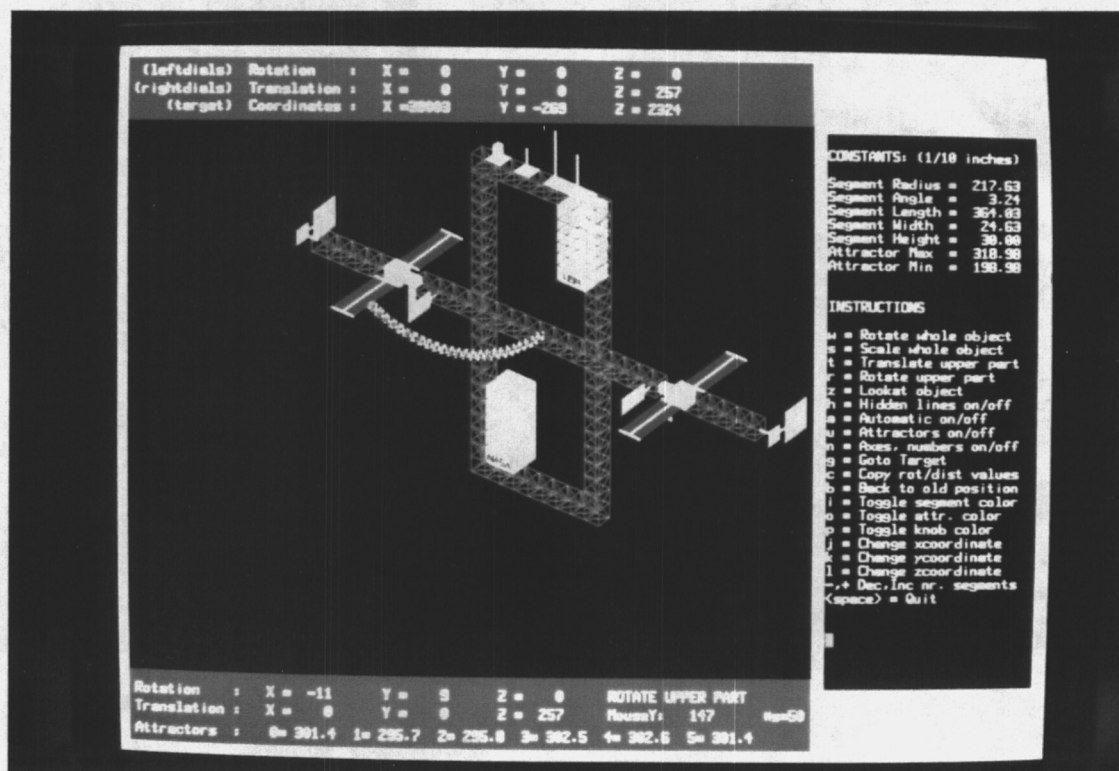 (leftdials) Rotation : X = 0 Y = 0 Z = 0
(rightdials) Translation : X = 0 Y = 0 Z = 257
(target) Coordinates : X = Y = -269 Z = 2324
CONSTANTS: (1/10 inches)
Segment Radius = 217.63
Segment Angle = 3.24
Segment Length = 364.03
Segment Width = 24.63
Segment Height = 30.00
Attractor Max = 318.98
Attractor Min = 198.98
INSTRUCTIONS
w = Rotate whole object
s = Scale whole object
t = Translate upper part
r = Rotate upper part
z = Lookat object
h = Hidden lines on/off
a = Automatic on/off
u = Attractors on/off
n = Axes, numbers on/off
g = Goto Target
c = Copy rot/dist values
b = Back to old position
i = Toggle segment color
o = Toggle attr. color
p = Toggle knob color
j = Change xcoordinate
k = Change ycoordinate
l = Change zcoordinate
-,+ Dec,Inc nr. segments
<space> = Quit
NASA
Rotation : X = -11 Y = 9 Z = 0 ROTATE UPPER PART
Translation : X = 0 Y = 0 Z = 257 MouseY: 147 #g=50
Attractors : 0= 301.4 1= 295.7 2= 295.8 3= 302.5 4= 302.6 5= 301.4